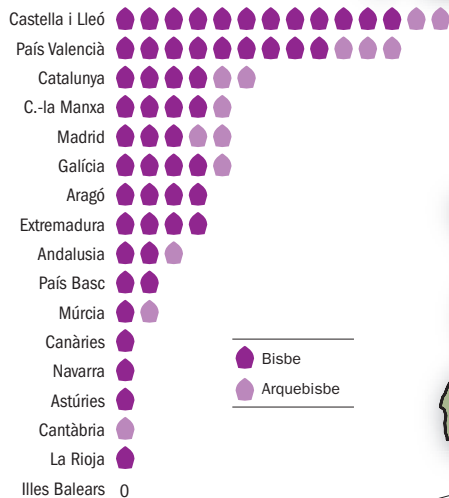 Castella i Lleó
País Valencià
Catalunya
C.-la Manxa
Madrid
Galícia
Aragó
Extremadura
Andalusia
País Basc
Múrcia
Canàries
Navarra
Astúries
Cantàbria
La Rioja
Illes Balears 0
Bisbe
Arquebisbe